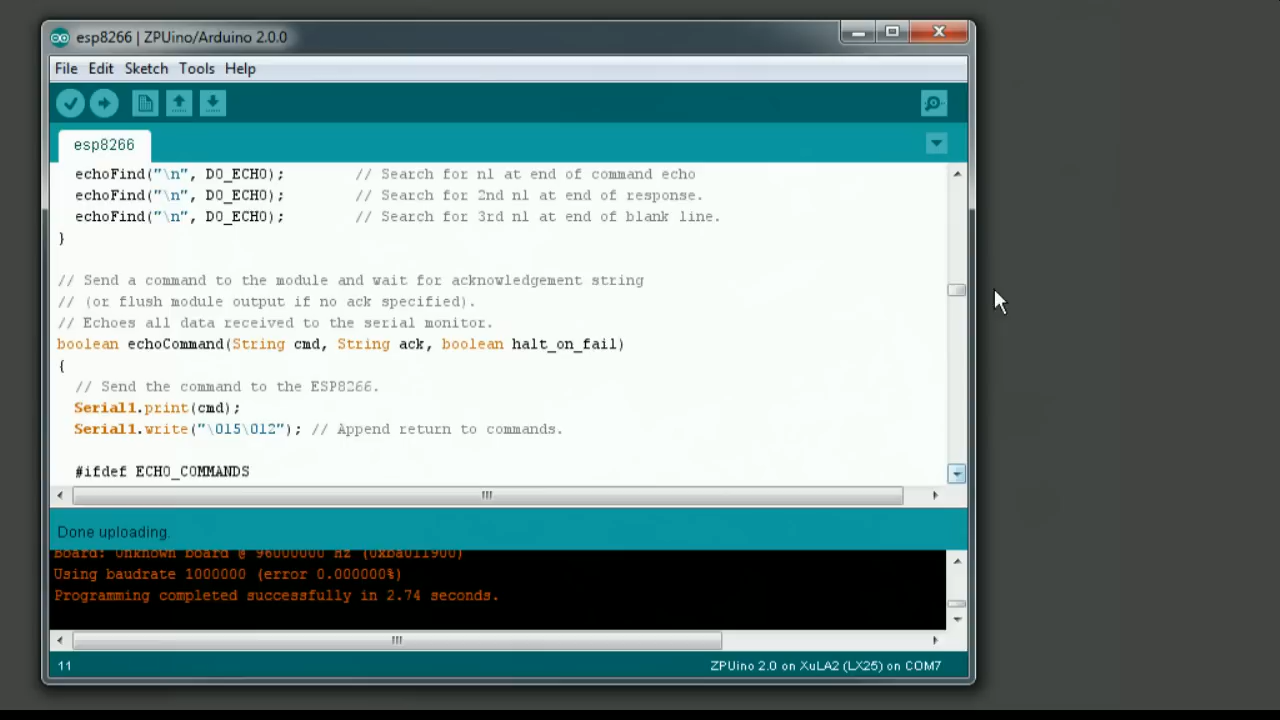 esp8266 | ZPUino/Arduino 2.0.0
File Edit Sketch Tools Help
esp8266
echoFind("\n", DO_ECHO); // Search for nl at end of command echo
echoFind("\n", DO_ECHO); // Search for 2nd nl at end of response.
echoFind("\n", DO_ECHO); // Search for 3rd nl at end of blank line.
}
// Send a command to the module and wait for acknowledgement string
// (or flush module output if no ack specified).
// Echoes all data received to the serial monitor.
boolean echoCommand(String cmd, String ack, boolean halt_on_fail)
{
// Send the command to the ESP8266.
Serial1.print(cmd);
Serial1.write("\015\012"); // Append return to commands.
#ifdef ECHO_COMMANDS
Done uploading.
Board: Unknown board @ 96000000 Hz (0xba011900)
Using baudrate 1000000 (error 0.000000%)
Programming completed successfully in 2.74 seconds.
11
ZPUino 2.0 on XuLA2 (LX25) on COM7